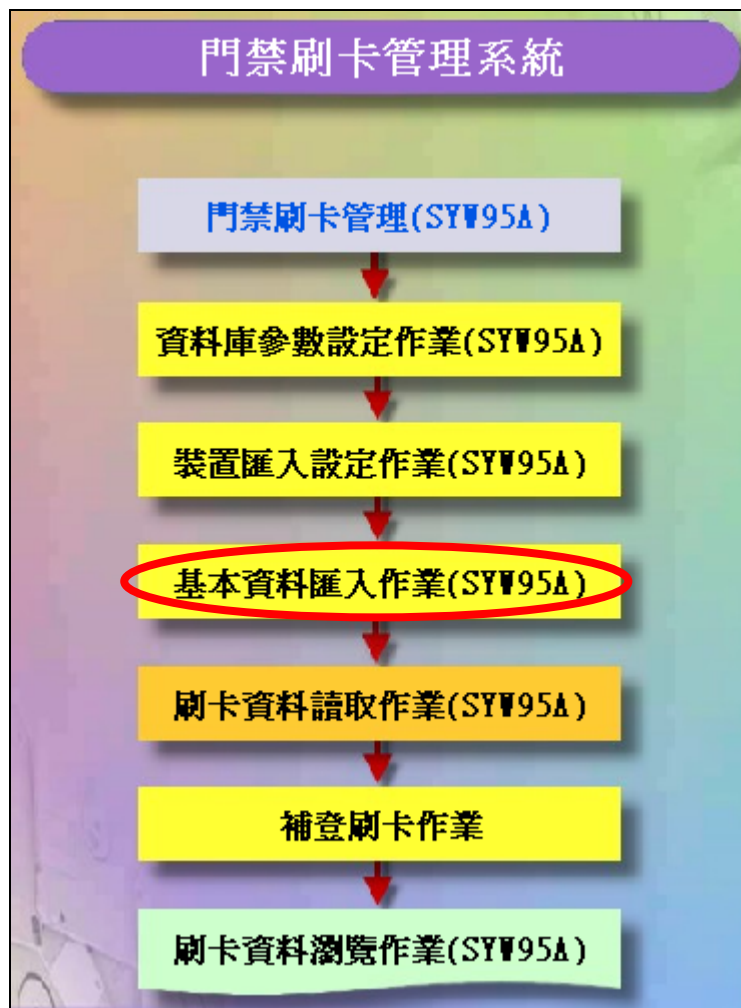 門禁刷卡管理系統
門禁刷卡管理(SYW95A)
資料庫參數設定作業(SYW95A)
裝置匯入設定作業(SYW95A)
基本資料匯入作業(SYW95A)
刷卡資料讀取作業(SYW95A)
補登刷卡作業
刷卡資料瀏覽作業(SYW95A)